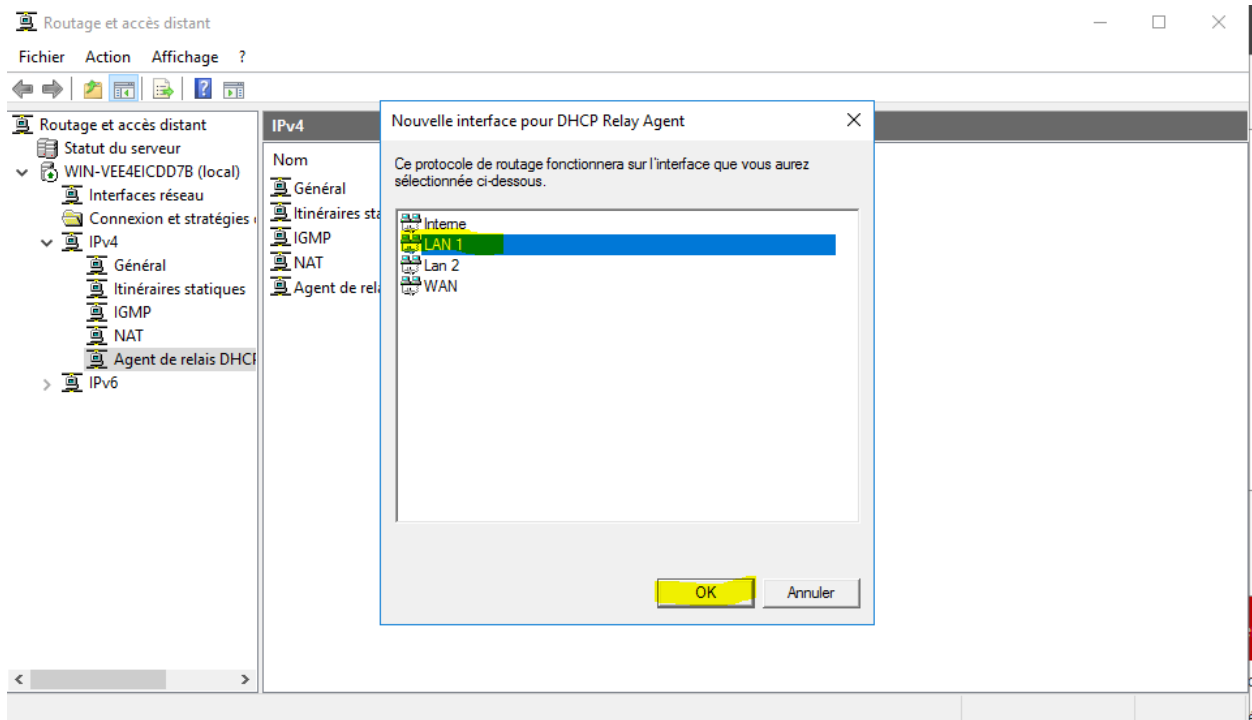 Routage et accès distant
Fichier Action Affichage ?
Routage et accès distant
Statut du serveur
WIN-VEE4EICDD7B (local)
Interfaces réseau
Connexion et stratégies
IPv4
Général
Itinéraires statiques
IGMP
NAT
Agent de relais DHCP
IPv6
IPv4
Nom
Général
Itinéraires sta
IGMP
NAT
Agent de rela
Nouvelle interface pour DHCP Relay Agent
Ce protocole de routage fonctionnera sur l'interface que vous aurez
sélectionnée ci-dessous.
Interne
LAN 1
Lan 2
WAN
OK Annuler